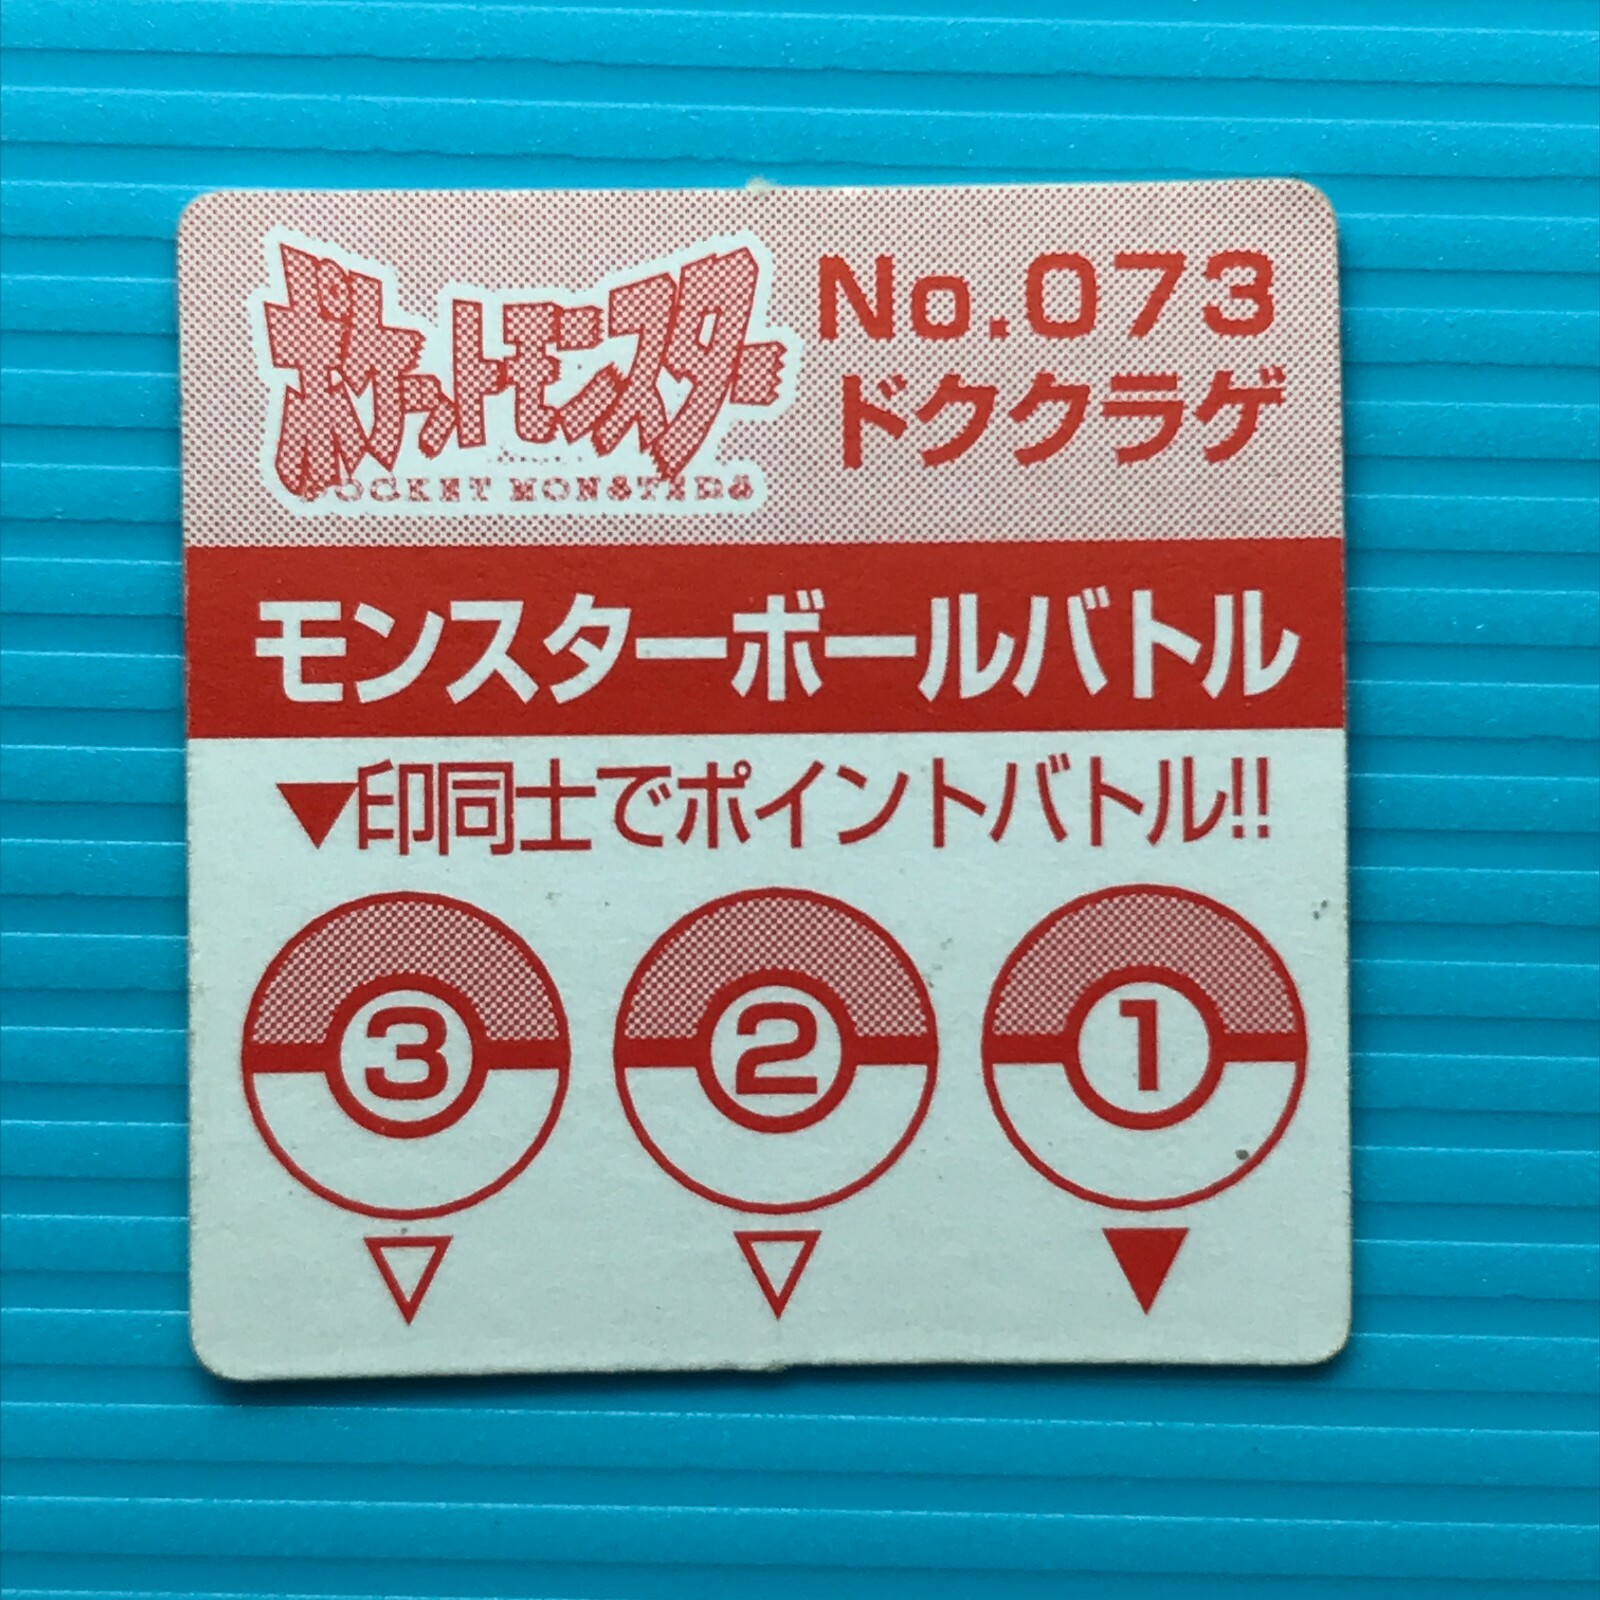 ポケットモンスター
POCKET MONSTERS
No.073
ドククラゲ
モンスターボールバトル
▼印同士でポイントバトル!!
3 2 1